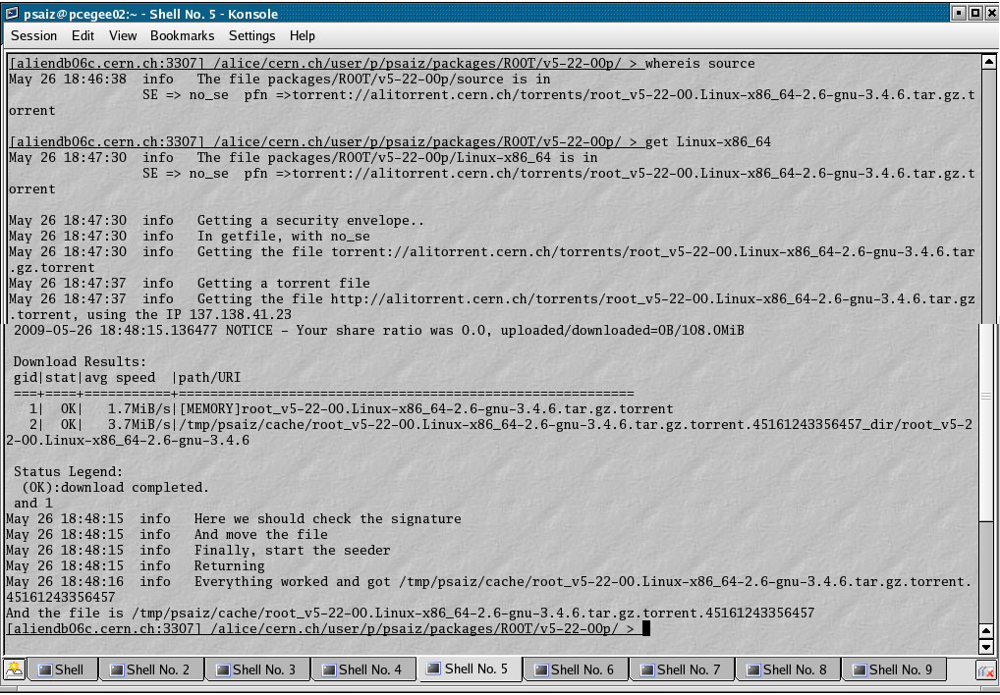 psaiz@pcegee02:~ - Shell No. 5 - Konsole
Session Edit View Bookmarks Settings Help
[aliendb06c.cern.ch:3307] /alice/cern.ch/user/p/psaiz/packages/ROOT/v5-22-00p/ > whereis source
May 26 18:46:38  info   The file packages/ROOT/v5-22-00p/source is in
SE => no_se  pfn =>torrent://alitorrent.cern.ch/torrents/root_v5-22-00.Linux-x86_64-2.6-gnu-3.4.6.tar.gz.t
orrent
[aliendb06c.cern.ch:3307] /alice/cern.ch/user/p/psaiz/packages/ROOT/v5-22-00p/ > get Linux-x86_64
May 26 18:47:30  info   The file packages/ROOT/v5-22-00p/Linux-x86_64 is in
SE => no_se  pfn =>torrent://alitorrent.cern.ch/torrents/root_v5-22-00.Linux-x86_64-2.6-gnu-3.4.6.tar.gz.t
orrent
May 26 18:47:30  info   Getting a security envelope..
May 26 18:47:30  info   In getfile, with no_se
May 26 18:47:30  info   Getting the file torrent://alitorrent.cern.ch/torrents/root_v5-22-00.Linux-x86_64-2.6-gnu-3.4.6.tar
.gz.torrent
May 26 18:47:37  info   Getting a torrent file
May 26 18:47:37  info   Getting the file http://alitorrent.cern.ch/torrents/root_v5-22-00.Linux-x86_64-2.6-gnu-3.4.6.tar.gz
.torrent, using the IP 137.138.41.23
2009-05-26 18:48:15.136477 NOTICE - Your share ratio was 0.0, uploaded/downloaded=0B/108.0MiB
Download Results:
gid|stat|avg speed  |path/URI
===+====+===========+==========================================================
1|  OK|   1.7MiB/s|[MEMORY]root_v5-22-00.Linux-x86_64-2.6-gnu-3.4.6.tar.gz.torrent
2|  OK|   3.7MiB/s|/tmp/psaiz/cache/root_v5-22-00.Linux-x86_64-2.6-gnu-3.4.6.tar.gz.torrent.45161243356457_dir/root_v5-2
2-00.Linux-x86_64-2.6-gnu-3.4.6
Status Legend:
(OK):download completed.
and 1
May 26 18:48:15  info   Here we should check the signature
May 26 18:48:15  info   And move the file
May 26 18:48:15  info   Finally, start the seeder
May 26 18:48:15  info   Returning
May 26 18:48:16  info   Everything worked and got /tmp/psaiz/cache/root_v5-22-00.Linux-x86_64-2.6-gnu-3.4.6.tar.gz.torrent.
45161243356457
And the file is /tmp/psaiz/cache/root_v5-22-00.Linux-x86_64-2.6-gnu-3.4.6.tar.gz.torrent.45161243356457
[aliendb06c.cern.ch:3307] /alice/cern.ch/user/p/psaiz/packages/ROOT/v5-22-00p/ >
Shell Shell No. 2 Shell No. 3 Shell No. 4 Shell No. 5 Shell No. 6 Shell No. 7 Shell No. 8 Shell No. 9